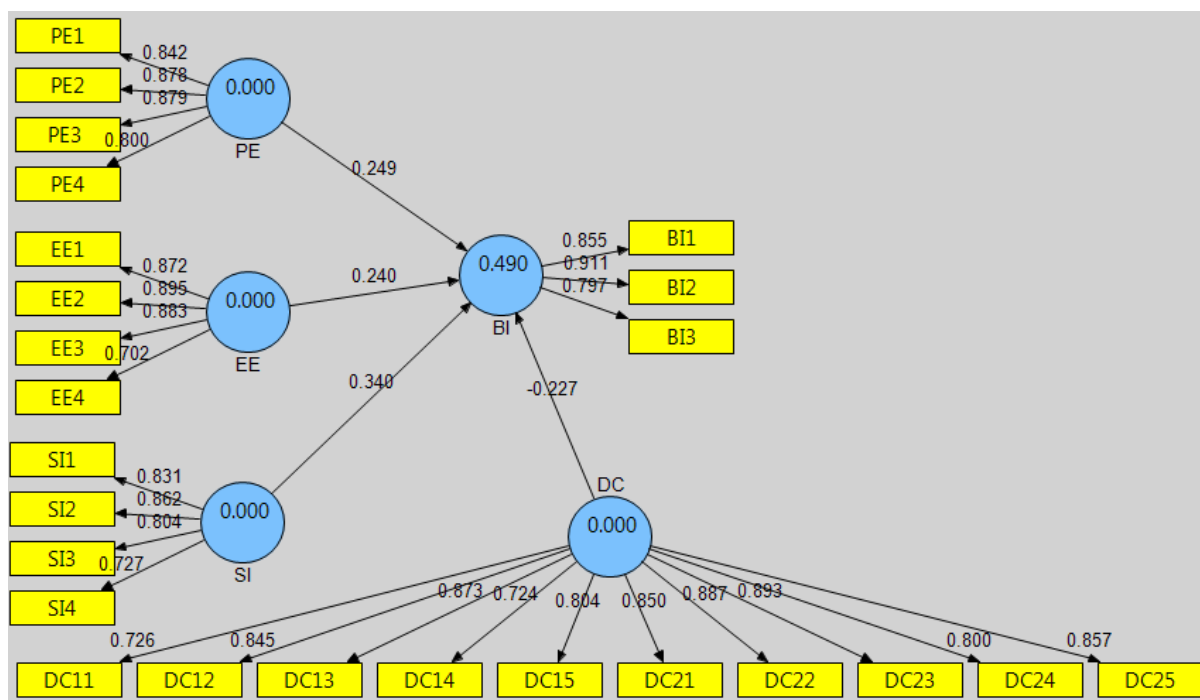 PE1
0.842
PE2
0.878
0.879
PE3
0.800
PE4
0.000
PE
0.249
EE1
0.872
EE2
0.895
0.883
EE3
0.702
EE4
0.000
EE
0.240
SI1
0.831
SI2
0.862
0.804
SI3
0.727
SI4
0.000
SI
0.340
0.490
BI
0.855
BI1
0.911
BI2
0.797
BI3
-0.227
DC
0.000
0.726
0.845
0.873
0.724
0.804
0.850
0.887
0.893
0.800
0.857
DC11
DC12
DC13
DC14
DC15
DC21
DC22
DC23
DC24
DC25